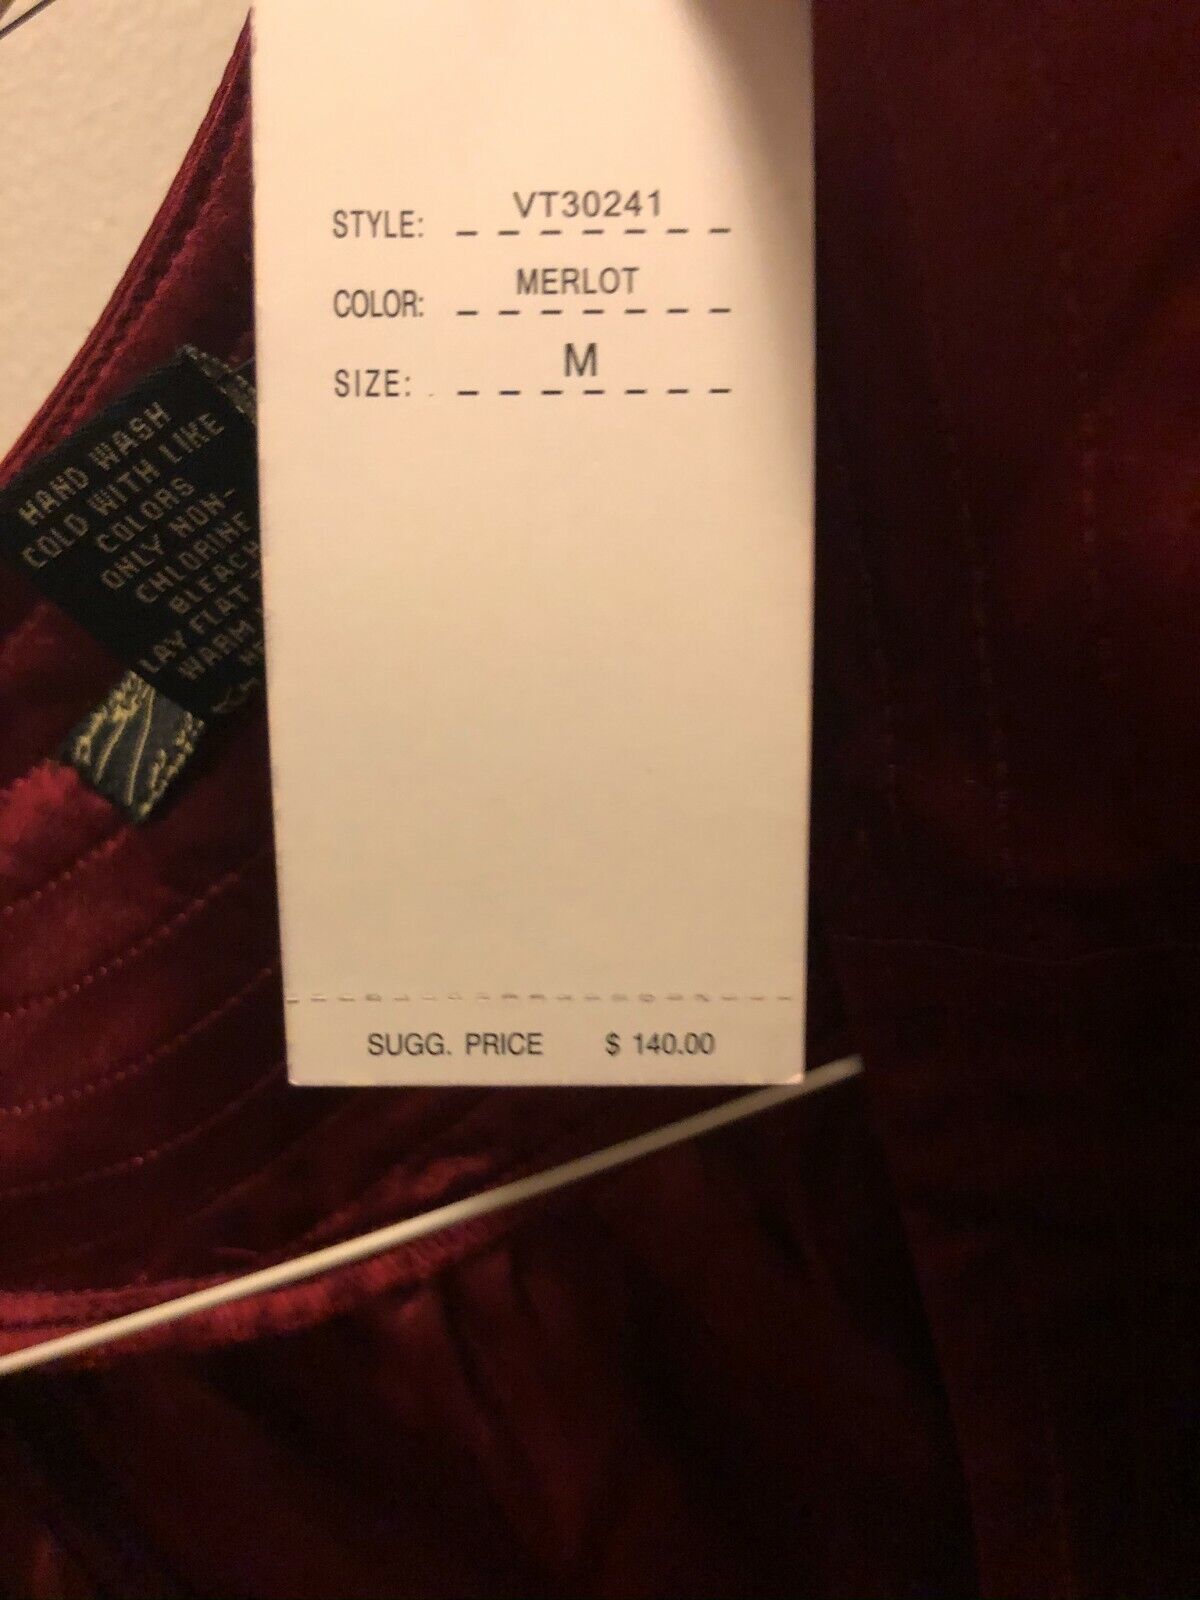 STYLE: VT30241
COLOR: MERLOT
SIZE: M
SUGG. PRICE $ 140.00
HAND WASH
COLD WITH LIKE
COLORS
ONLY NON-
CHLORINE
BLEACH
LAY FLAT
WARM